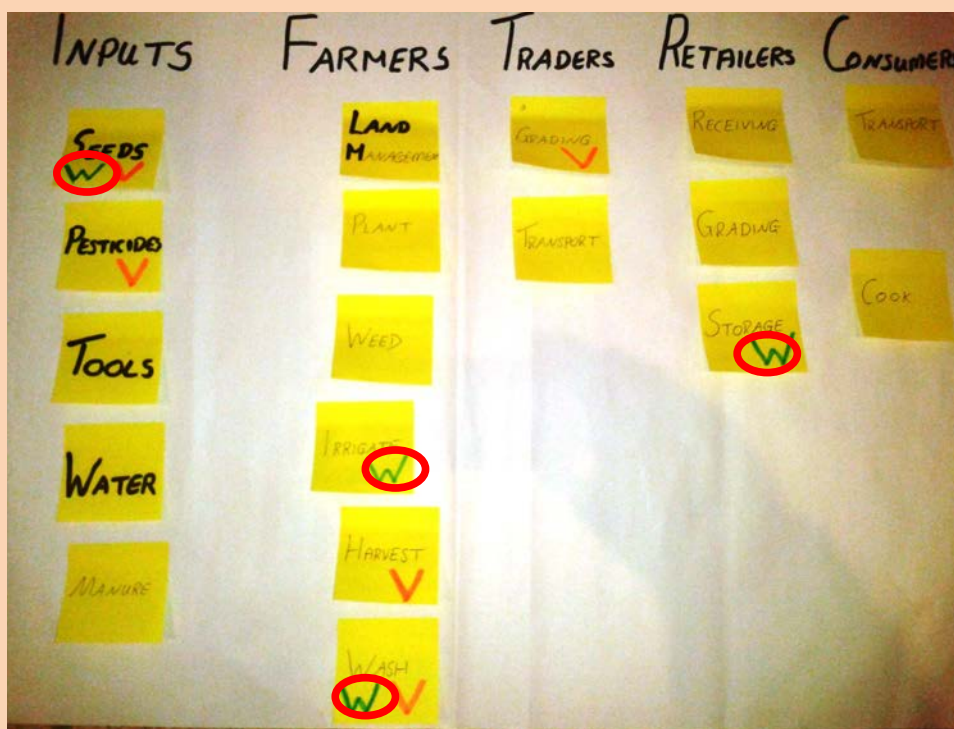 INPUTS
SEEDS
W V
PESTICIDES
V
TOOLS
WATER
MANURE
FARMERS
LAND
MANAGEMEN
PLANT
WEED
IRRIGATE
W
HARVEST
V
WASH
W V
TRADERS
GRADING
V
TRANSPORT
RETAILERS
RECEIVING
GRADING
STORAGE
W
CONSUMERS
TRANSPORT
COOK